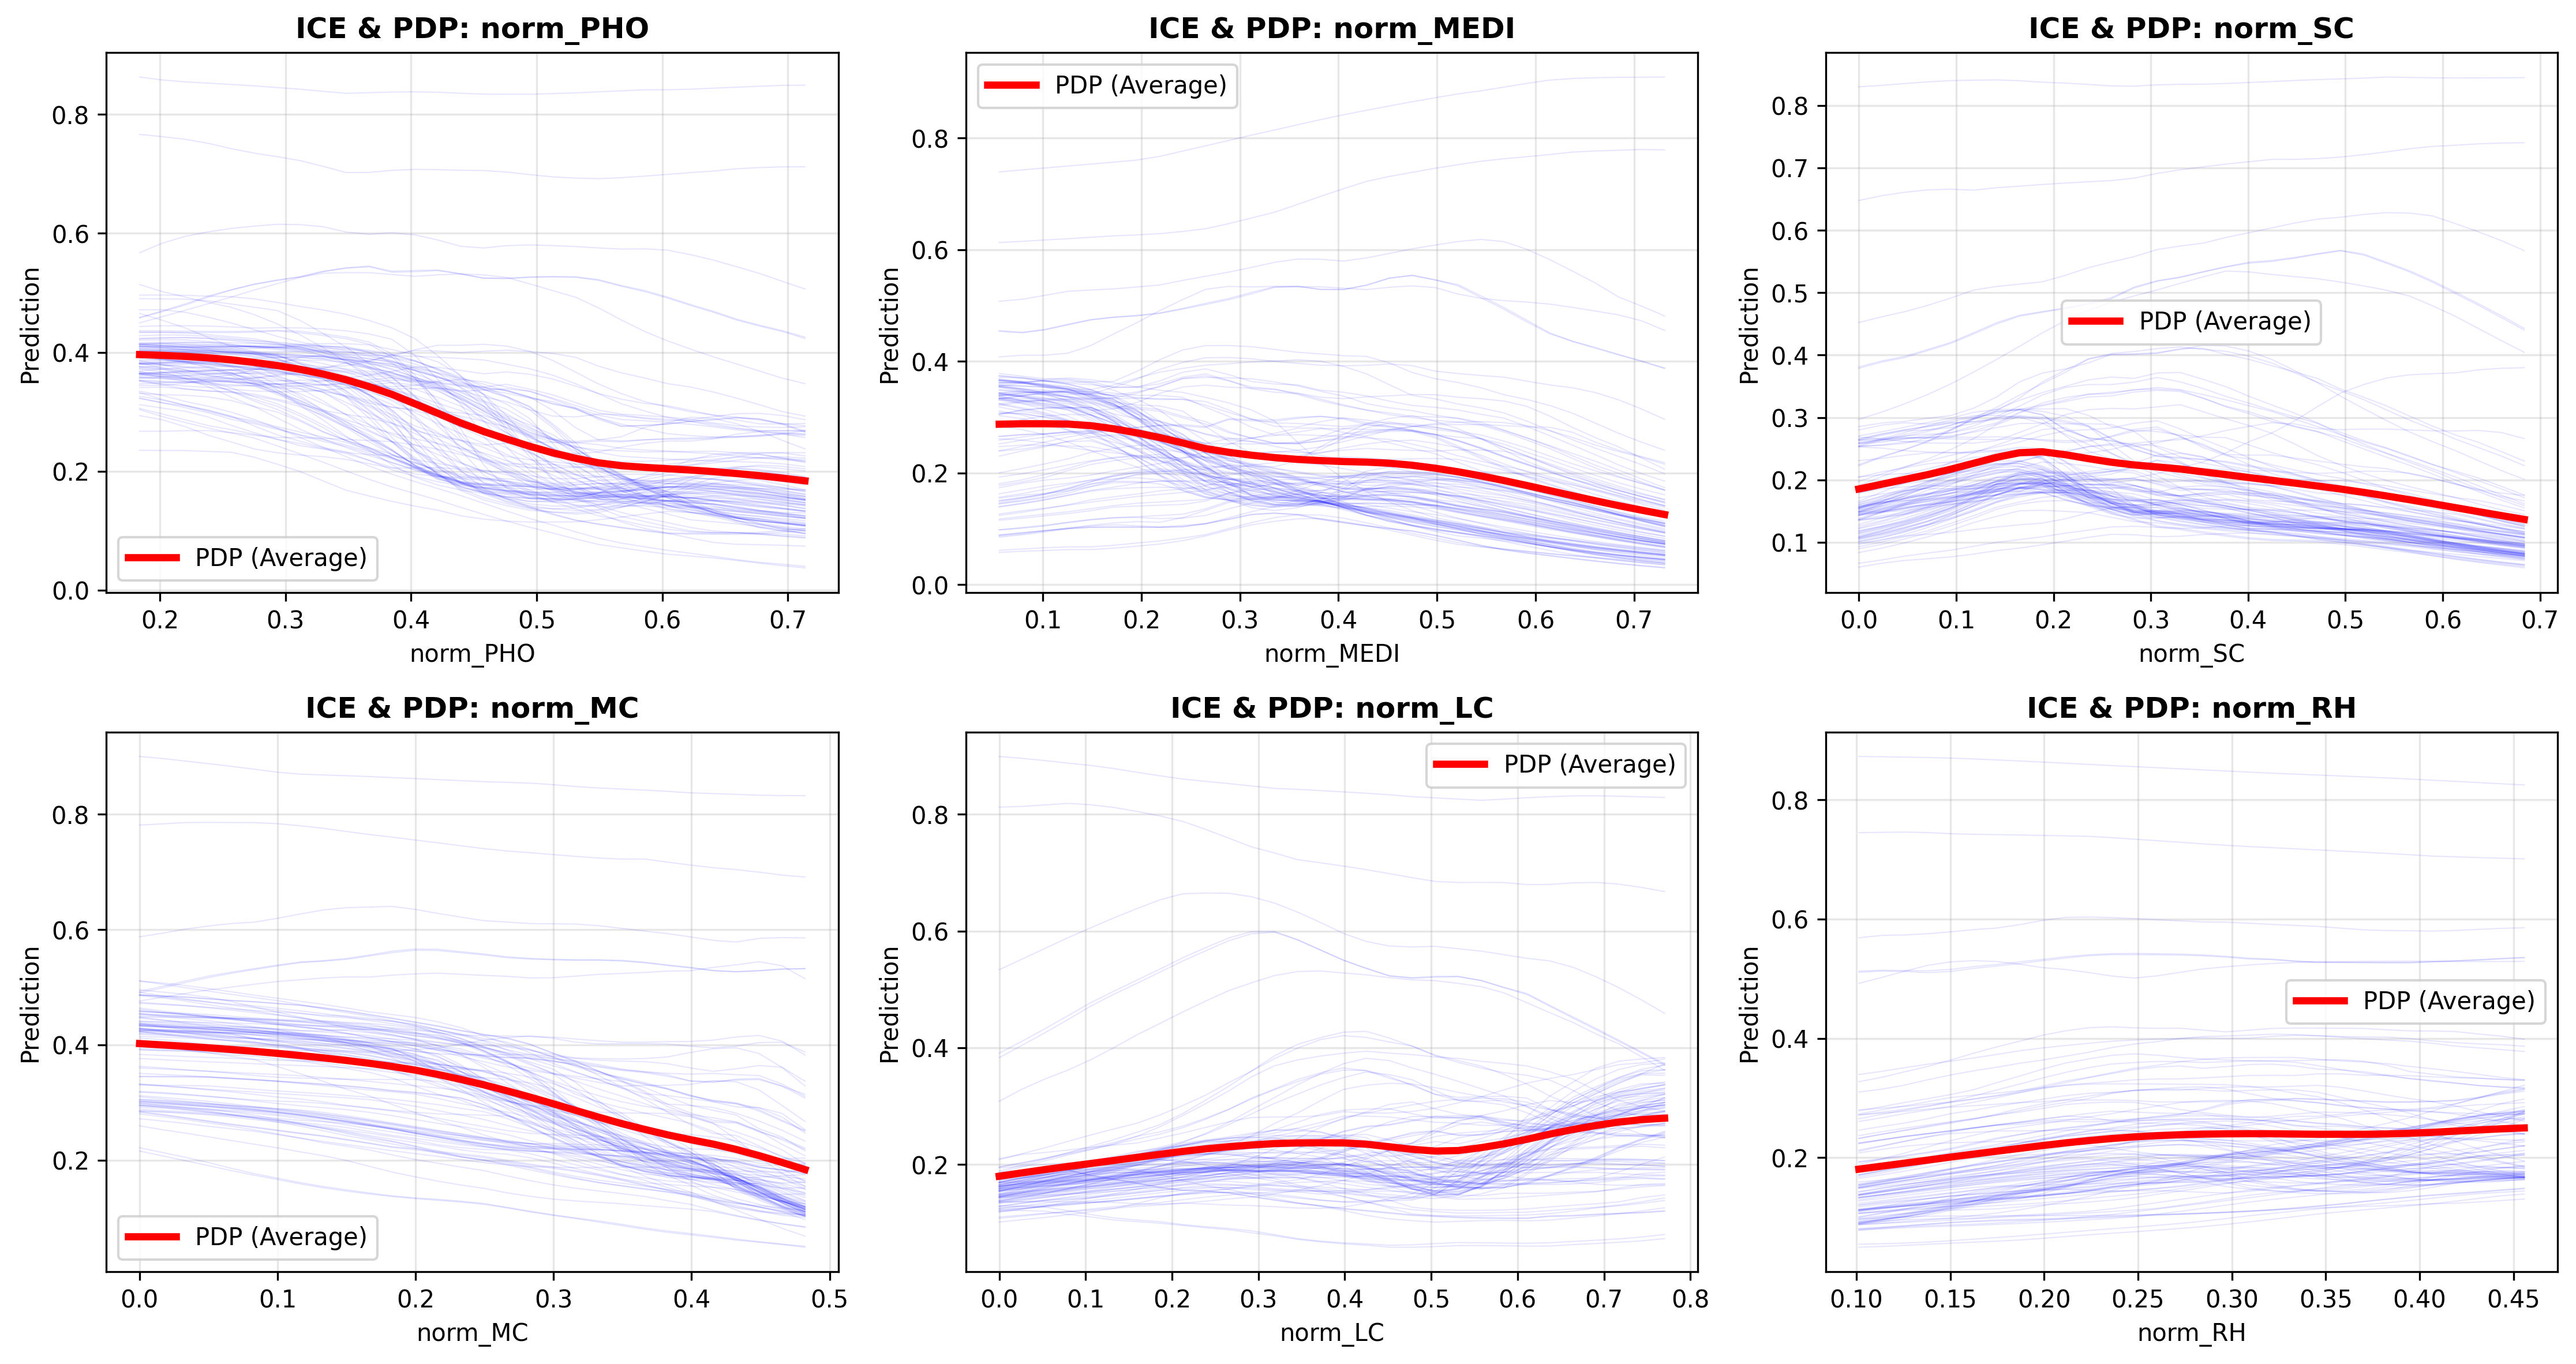 ICE & PDP: norm_PHO
Prediction
0.8
0.6
0.4
0.2
0.0
PDP (Average)
0.2 0.3 0.4 0.5 0.6 0.7
norm_PHO
ICE & PDP: norm_MEDI
Prediction
PDP (Average)
0.8
0.6
0.4
0.2
0.0
0.1 0.2 0.3 0.4 0.5 0.6 0.7
norm_MEDI
ICE & PDP: norm_SC
Prediction
0.8
0.7
0.6
0.5
0.4
0.3
0.2
0.1
PDP (Average)
0.0 0.1 0.2 0.3 0.4 0.5 0.6 0.7
norm_SC
ICE & PDP: norm_MC
Prediction
0.8
0.6
0.4
0.2
PDP (Average)
0.0 0.1 0.2 0.3 0.4 0.5
norm_MC
ICE & PDP: norm_LC
Prediction
PDP (Average)
0.8
0.6
0.4
0.2
0.0 0.1 0.2 0.3 0.4 0.5 0.6 0.7 0.8
norm_LC
ICE & PDP: norm_RH
Prediction
0.8
0.6
0.4
0.2
PDP (Average)
0.10 0.15 0.20 0.25 0.30 0.35 0.40 0.45
norm_RH